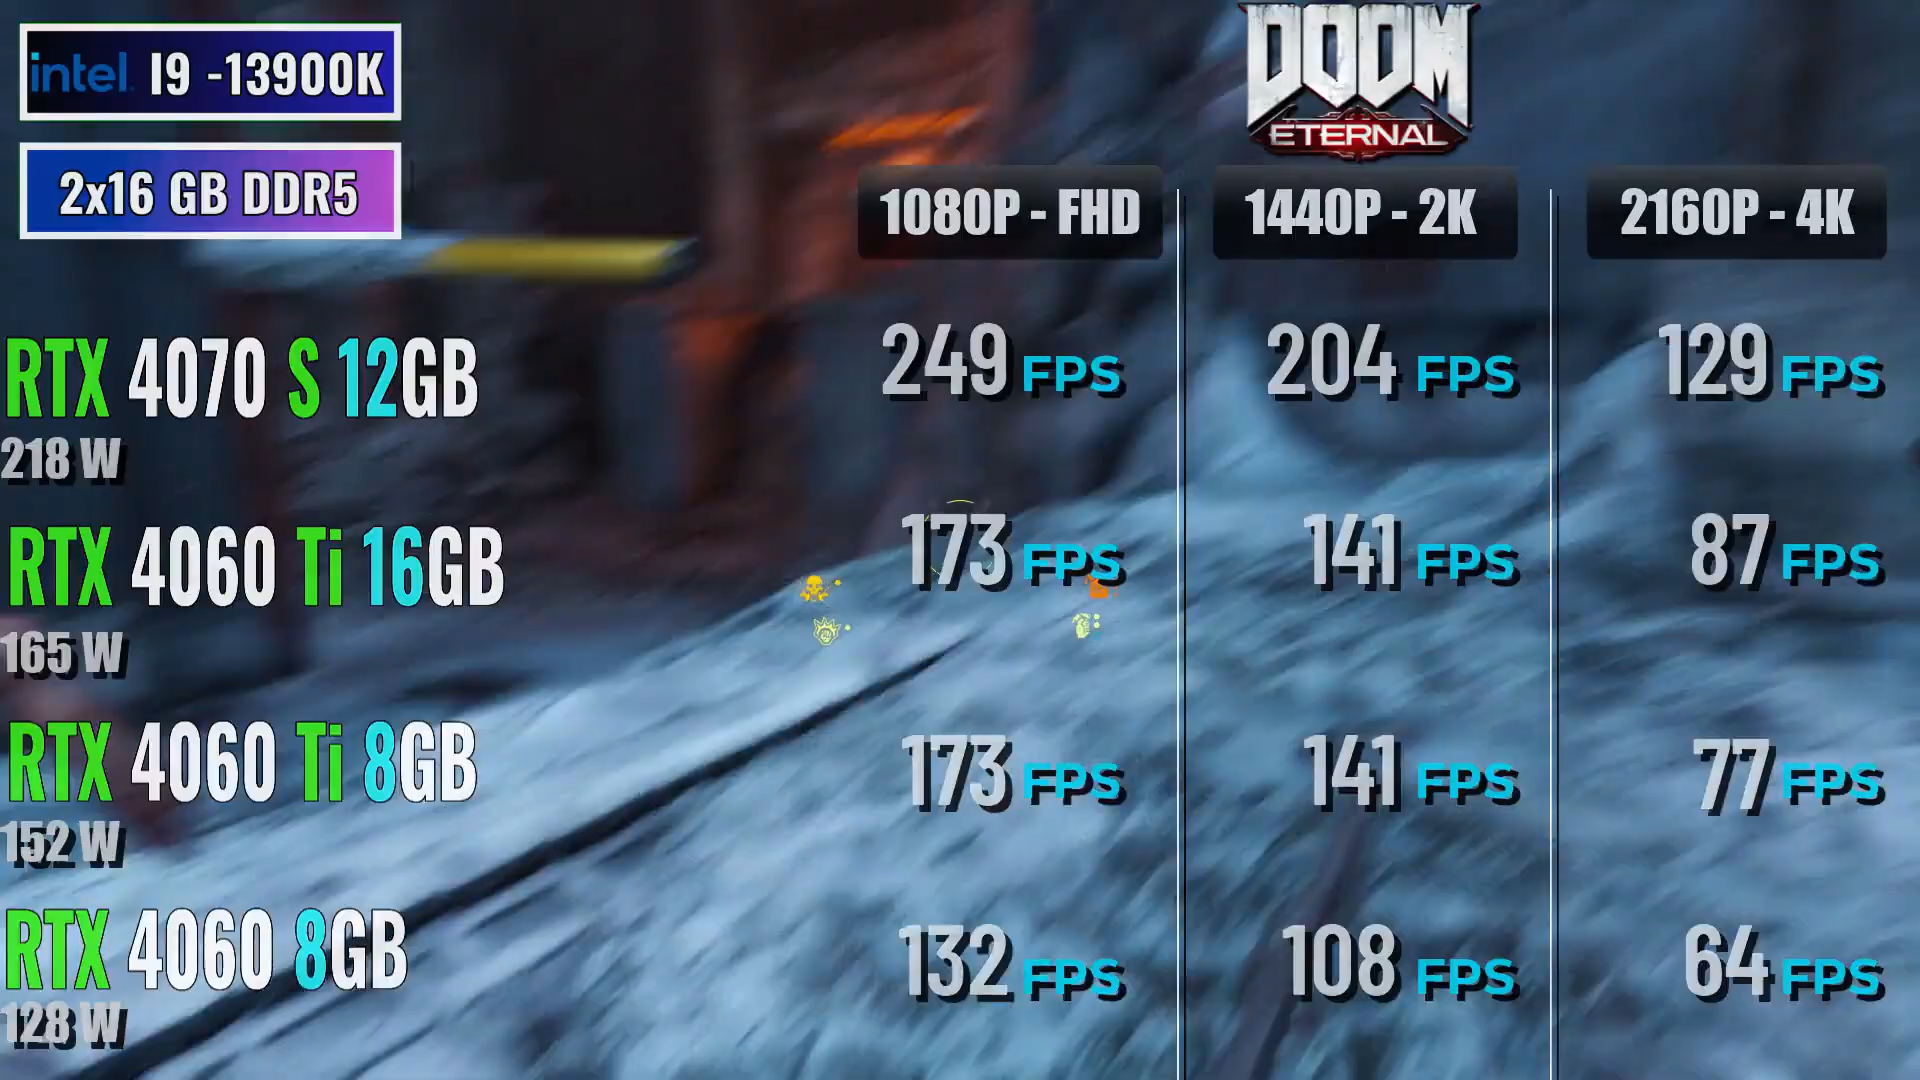 intel. I9 -13900K
2x16 GB DDR5
DOOM
ETERNAL
1080P - FHD 1440P - 2K 2160P - 4K
RTX 4070 S 12GB 249 FPS 204 FPS 129 FPS
218 W
RTX 4060 Ti 16GB 173 FPS 141 FPS 87 FPS
165 W
RTX 4060 Ti 8GB 173 FPS 141 FPS 77 FPS
152 W
RTX 4060 8GB 132 FPS 108 FPS 64 FPS
128 W